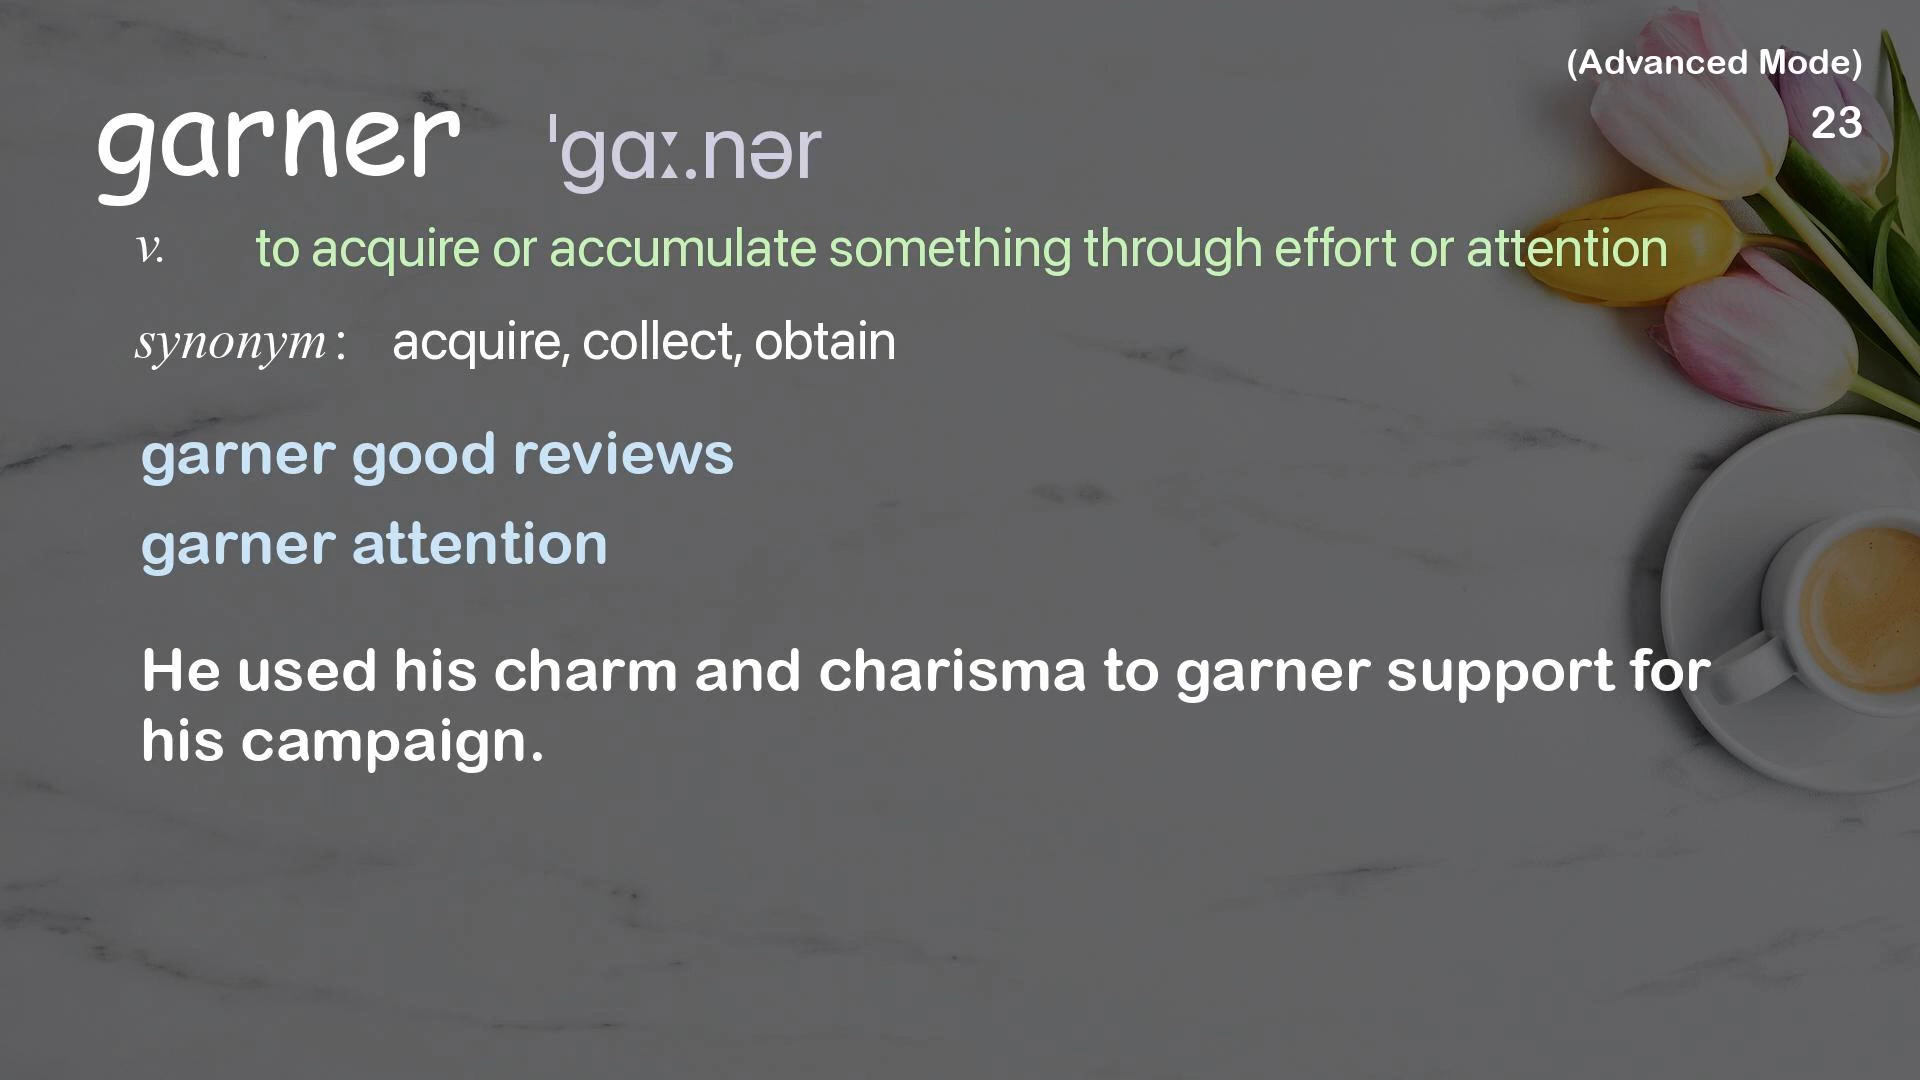 (Advanced Mode)
23
garner ˈɡɑː.nər
v. to acquire or accumulate something through effort or attention
synonym : acquire, collect, obtain
garner good reviews
garner attention
He used his charm and charisma to garner support for
his campaign.